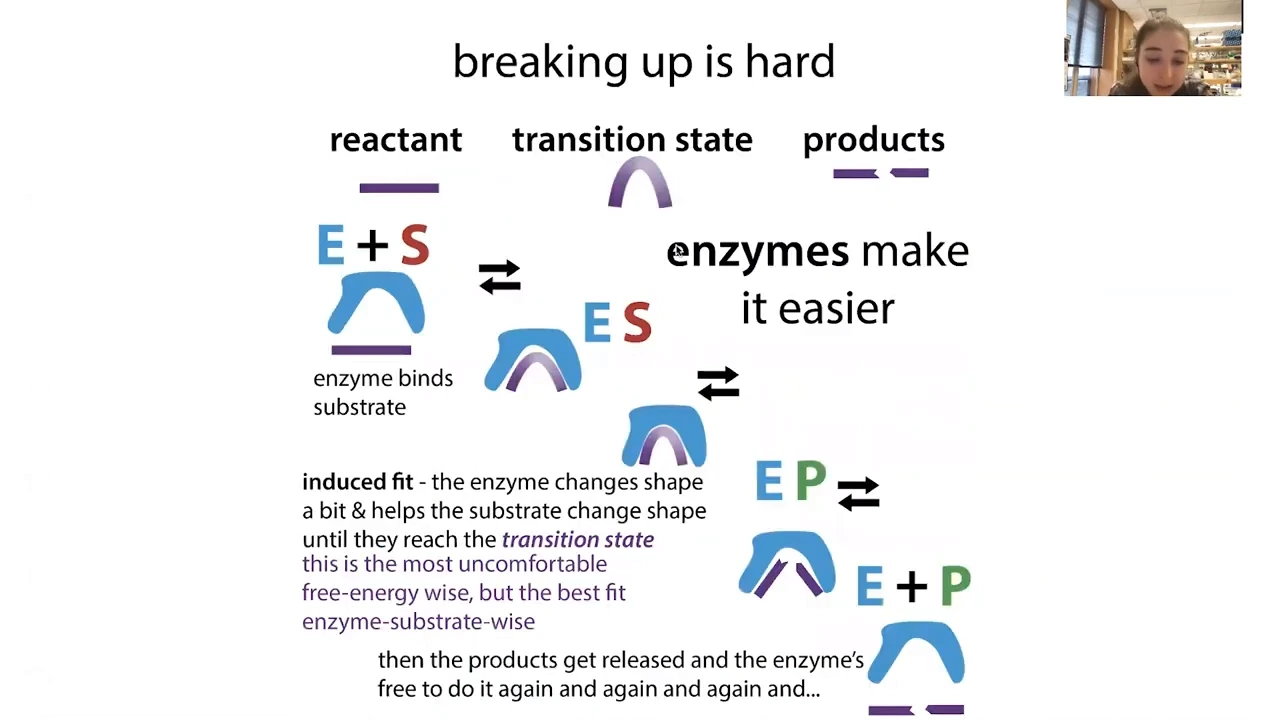 breaking up is hard
reactant
transition state
products
E + S
enzymes make
it easier
E S
enzyme binds
substrate
induced fit - the enzyme changes shape
a bit & helps the substrate change shape
until they reach the transition state
this is the most uncomfortable
free-energy wise, but the best fit
enzyme-substrate-wise
E P
E + P
then the products get released and the enzyme’s
free to do it again and again and again and...